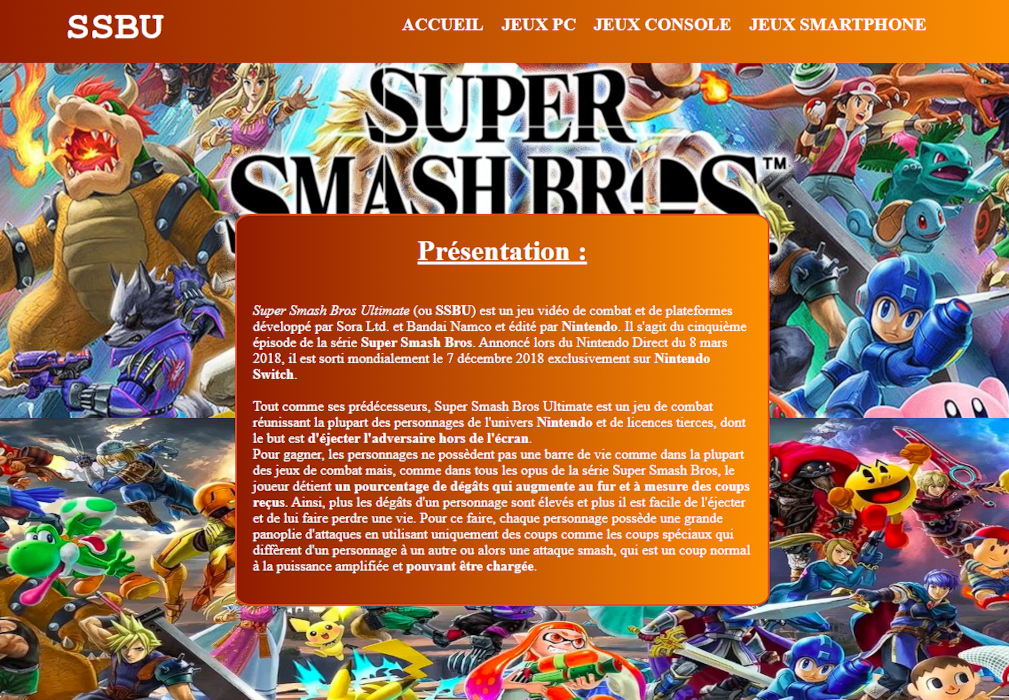 SSBU
ACCUEIL JEUX PC JEUX CONSOLE JEUX SMARTPHONE
SUPER
SMASH BROS™
Présentation :
Super Smash Bros Ultimate (ou SSBU) est un jeu vidéo de combat et de plateformes
développé par Sora Ltd. et Bandai Namco et édité par Nintendo. Il s'agit du cinquième
épisode de la série Super Smash Bros. Annoncé lors du Nintendo Direct du 8 mars
2018, il est sorti mondialement le 7 décembre 2018 exclusivement sur Nintendo
Switch.
Tout comme ses prédécesseurs, Super Smash Bros Ultimate est un jeu de combat
réunissant la plupart des personnages de l'univers Nintendo et de licences tierces, dont
le but est d'éjecter l'adversaire hors de l'écran.
Pour gagner, les personnages ne possèdent pas une barre de vie comme dans la plupart
des jeux de combat mais, comme dans tous les opus de la série Super Smash Bros, le
joueur détient un pourcentage de dégâts qui augmente au fur et à mesure des coups
reçus. Ainsi, plus les dégâts d'un personnage sont élevés et plus il est facile de l'éjecter
et de lui faire perdre une vie. Pour ce faire, chaque personnage possède une grande
panoplie d'attaques en utilisant uniquement des coups comme les coups spéciaux qui
diffèrent d'un personnage à un autre ou alors une attaque smash, qui est un coup normal
à la puissance amplifiée et pouvant être chargée.